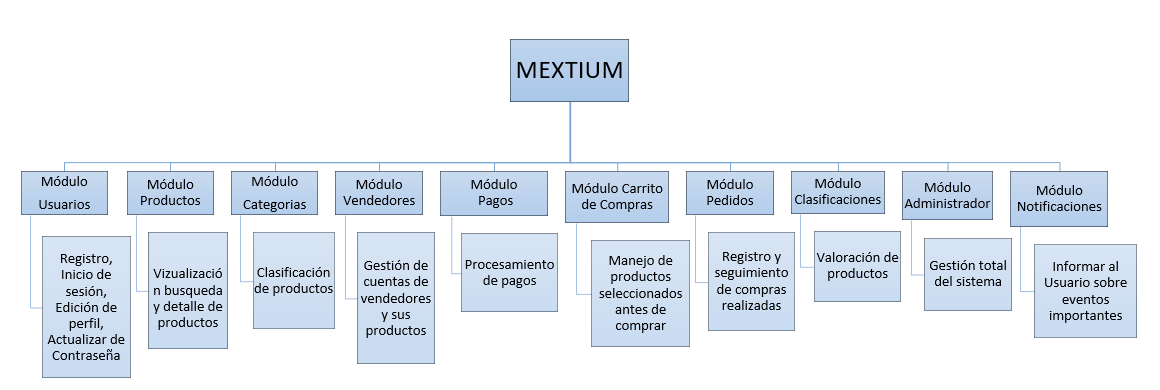 MEXTIUM
Módulo
Usuarios
Módulo
Productos
Módulo
Categorias
Módulo
Vendedores
Módulo
Pagos
Módulo Carrito
de Compras
Módulo
Pedidos
Módulo
Clasificaciones
Módulo
Administrador
Módulo
Notificaciones
Registro,
Inicio de
sesión,
Edición de
perfil,
Actualizar de
Contraseña
Vizualizació
n busqueda
y detalle de
productos
Clasificación
de productos
Gestión de
cuentas de
vendedores
y sus
productos
Procesamiento
de pagos
Manejo de
productos
seleccionados
antes de
comprar
Registro y
seguimiento
de compras
realizadas
Valoración de
productos
Gestión total
del sistema
Informar al
Usuario sobre
eventos
importantes